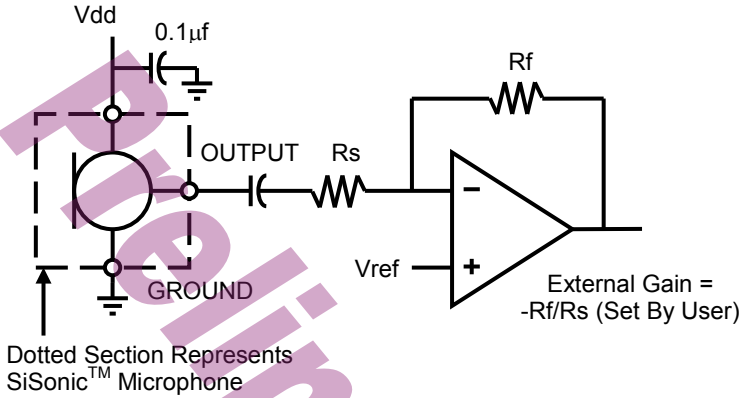 Vdd
0.1µf
Rf
OUTPUT
Rs
−
Vref
+
GROUND
External Gain =
-Rf/Rs (Set By User)
Dotted Section Represents
SiSonic™ Microphone